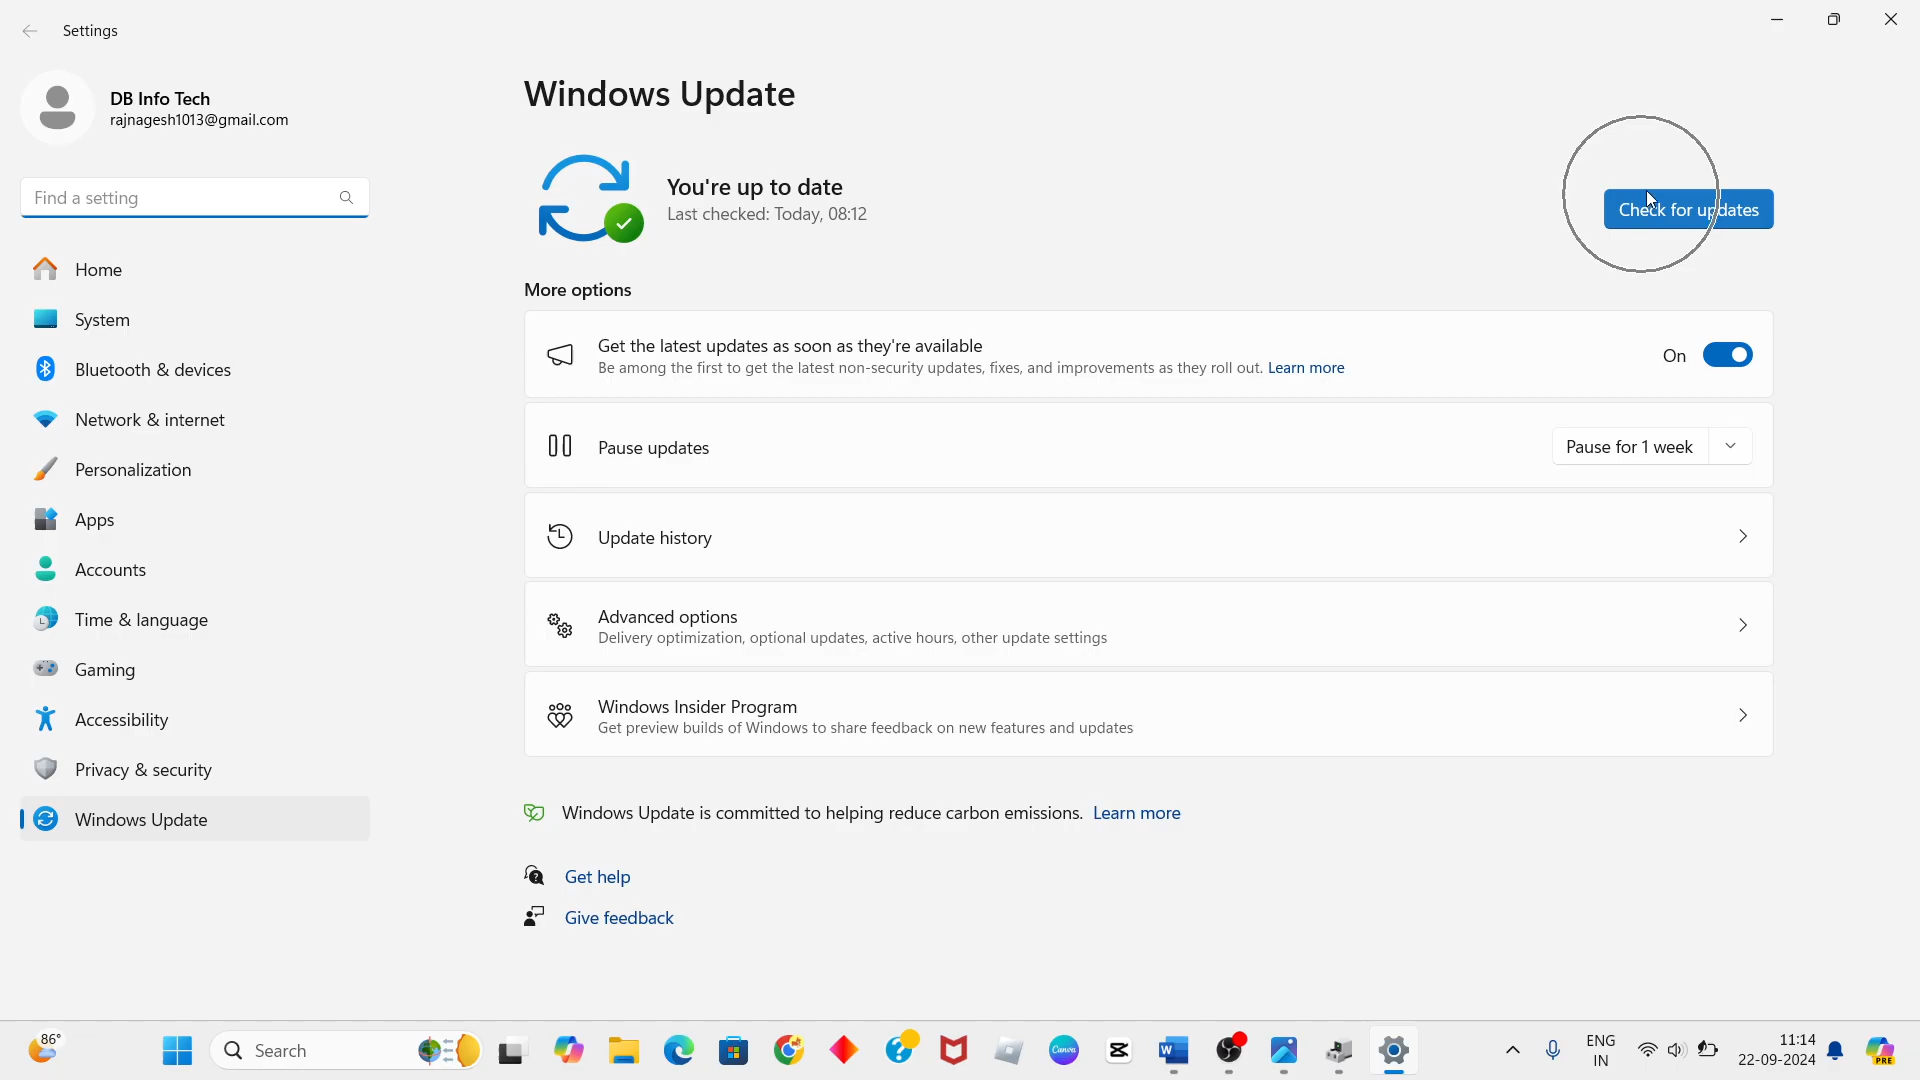 Settings
DB Info Tech
rajnagesh1013@gmail.com
Find a setting
Home
System
Bluetooth & devices
Network & internet
Personalization
Apps
Accounts
Time & language
Gaming
Accessibility
Privacy & security
Windows Update
Windows Update
You're up to date
Last checked: Today, 08:12
Check for updates
More options
Get the latest updates as soon as they're available
Be among the first to get the latest non-security updates, fixes, and improvements as they roll out. Learn more
On
Pause updates
Pause for 1 week
Update history
Advanced options
Delivery optimization, optional updates, active hours, other update settings
Windows Insider Program
Get preview builds of Windows to share feedback on new features and updates
Windows Update is committed to helping reduce carbon emissions. Learn more
Get help
Give feedback
86°
Search
Canva
W
PRE
ENG
IN
11:14
22-09-2024